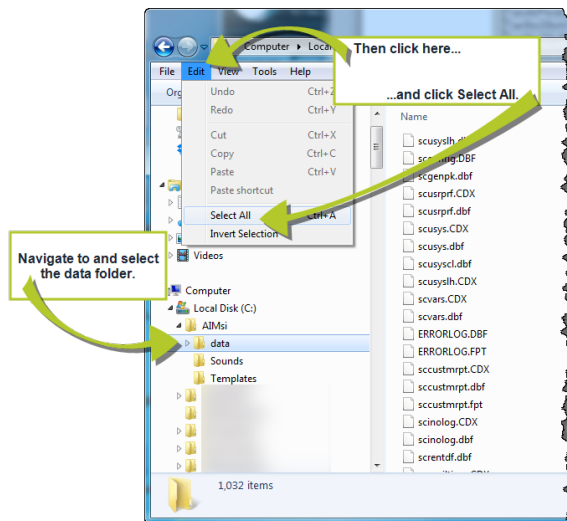 Computer
Then click here...
...and click Select All.
File Edit View Tools Help
Undo
Redo Ctrl+Y
Cut Ctrl+X
Copy Ctrl+C
Paste Ctrl+V
Paste shortcut
Select All Ctrl+A
Invert Selection
Navigate to and select
the data folder.
Videos
Computer
Local Disk (C:)
AIMsi
data
Sounds
Templates
Name
scgenpk.dbf
scusrprf.CDX
scusrprf.dbf
scusys.CDX
scusys.dbf
scusyscl.dbf
scusyslh.CDX
scvars.CDX
scvars.dbf
ERRORLOG.DBF
ERRORLOG.FPT
sccustmrpt.CDX
sccustmrpt.dbf
sccustmrpt.fpt
scinolog.CDX
scinolog.dbf
screntdf.dbf
1,032 items